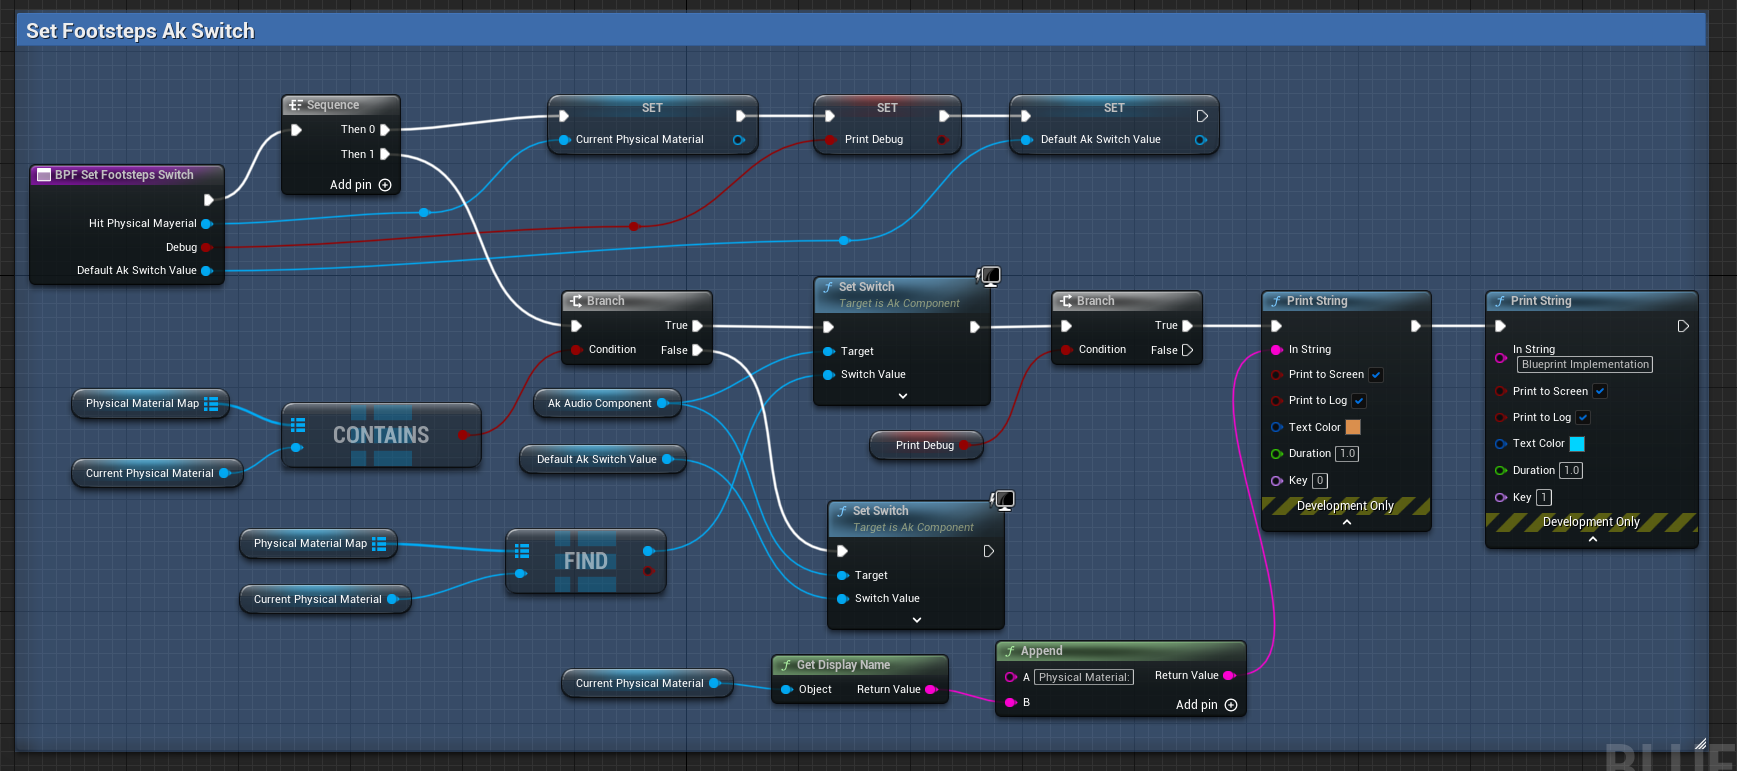 Set Footsteps Ak Switch
Sequence
Then 0
Then 1
Add pin
SET
Current Physical Material
SET
Print Debug
SET
Default Ak Switch Value
BPF Set Footsteps Switch
Hit Physical Mayerial
Debug
Default Ak Switch Value
Branch
True
Condition
False
Set Switch
Target is Ak Component
Target
Switch Value
Branch
True
Condition
False
Print String
In String
Print to Screen
Print to Log
Text Color
Duration 1.0
Key 0
Development Only
Print String
In String
Blueprint Implementation
Print to Screen
Print to Log
Text Color
Duration 1.0
Key 1
Development Only
Physical Material Map
Current Physical Material
CONTAINS
Ak Audio Component
Default Ak Switch Value
Print Debug
Physical Material Map
Current Physical Material
FIND
Set Switch
Target is Ak Component
Target
Switch Value
Current Physical Material
Get Display Name
Object Return Value
Append
A Physical Material: Return Value
B
Add pin